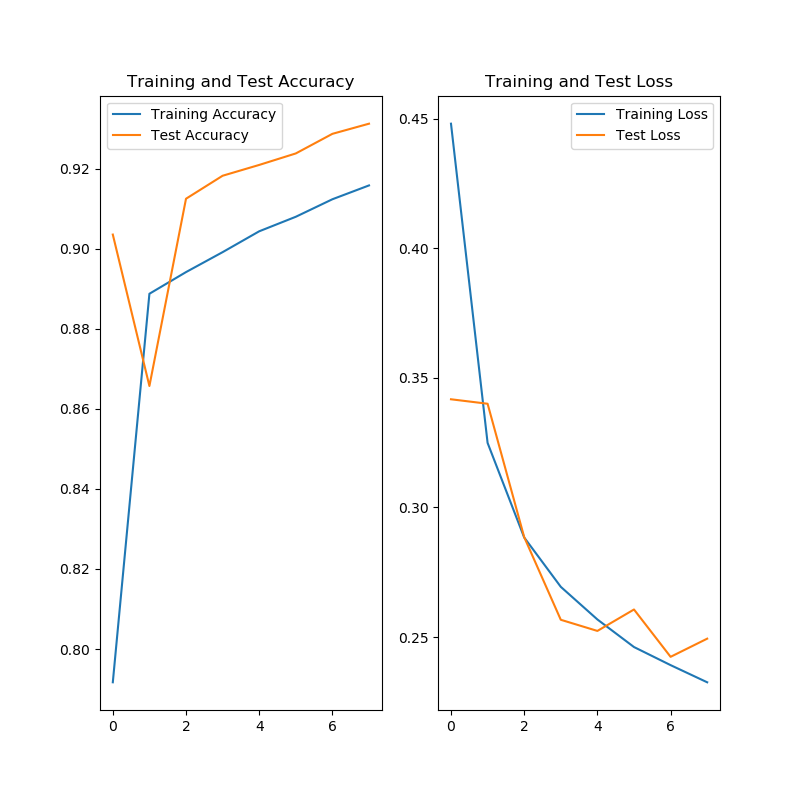 Training and Test Accuracy
Training Accuracy
Test Accuracy
0.92
0.90
0.88
0.86
0.84
0.82
0.80
0 2 4 6
Training and Test Loss
Training Loss
Test Loss
0.45
0.40
0.35
0.30
0.25
0 2 4 6